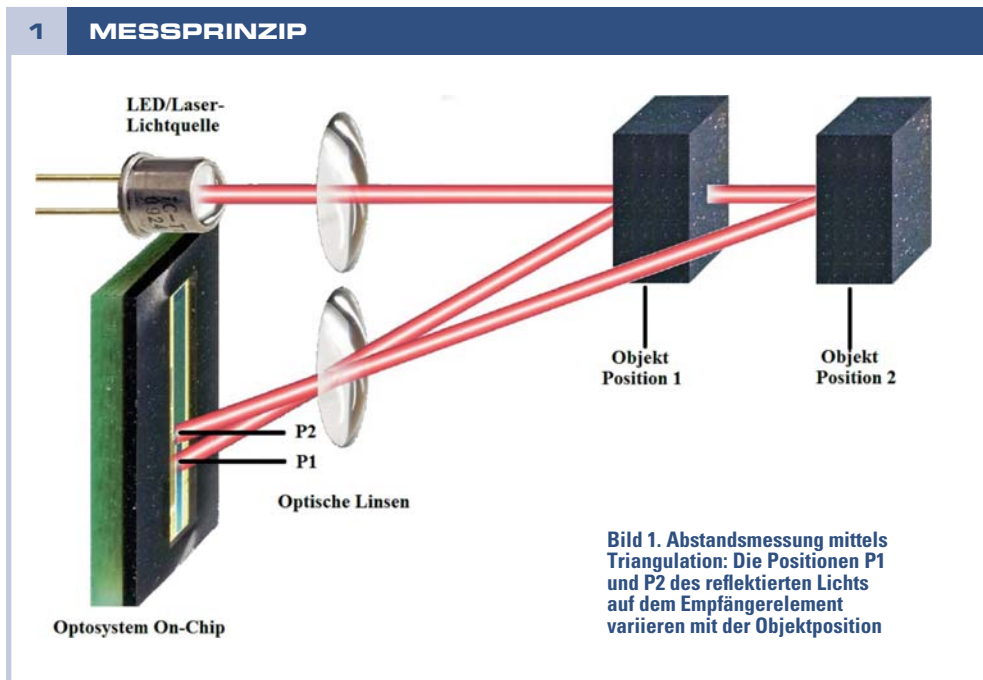 1 MESSPRINZIP
LED/Laser-
Lichtquelle
Objekt
Position 1
Objekt
Position 2
P2
P1
Optische Linsen
Optosystem On-Chip
Bild 1. Abstandsmessung mittels
Triangulation: Die Positionen P1
und P2 des reflektierten Lichts
auf dem Empfängerelement
variieren mit der Objektposition